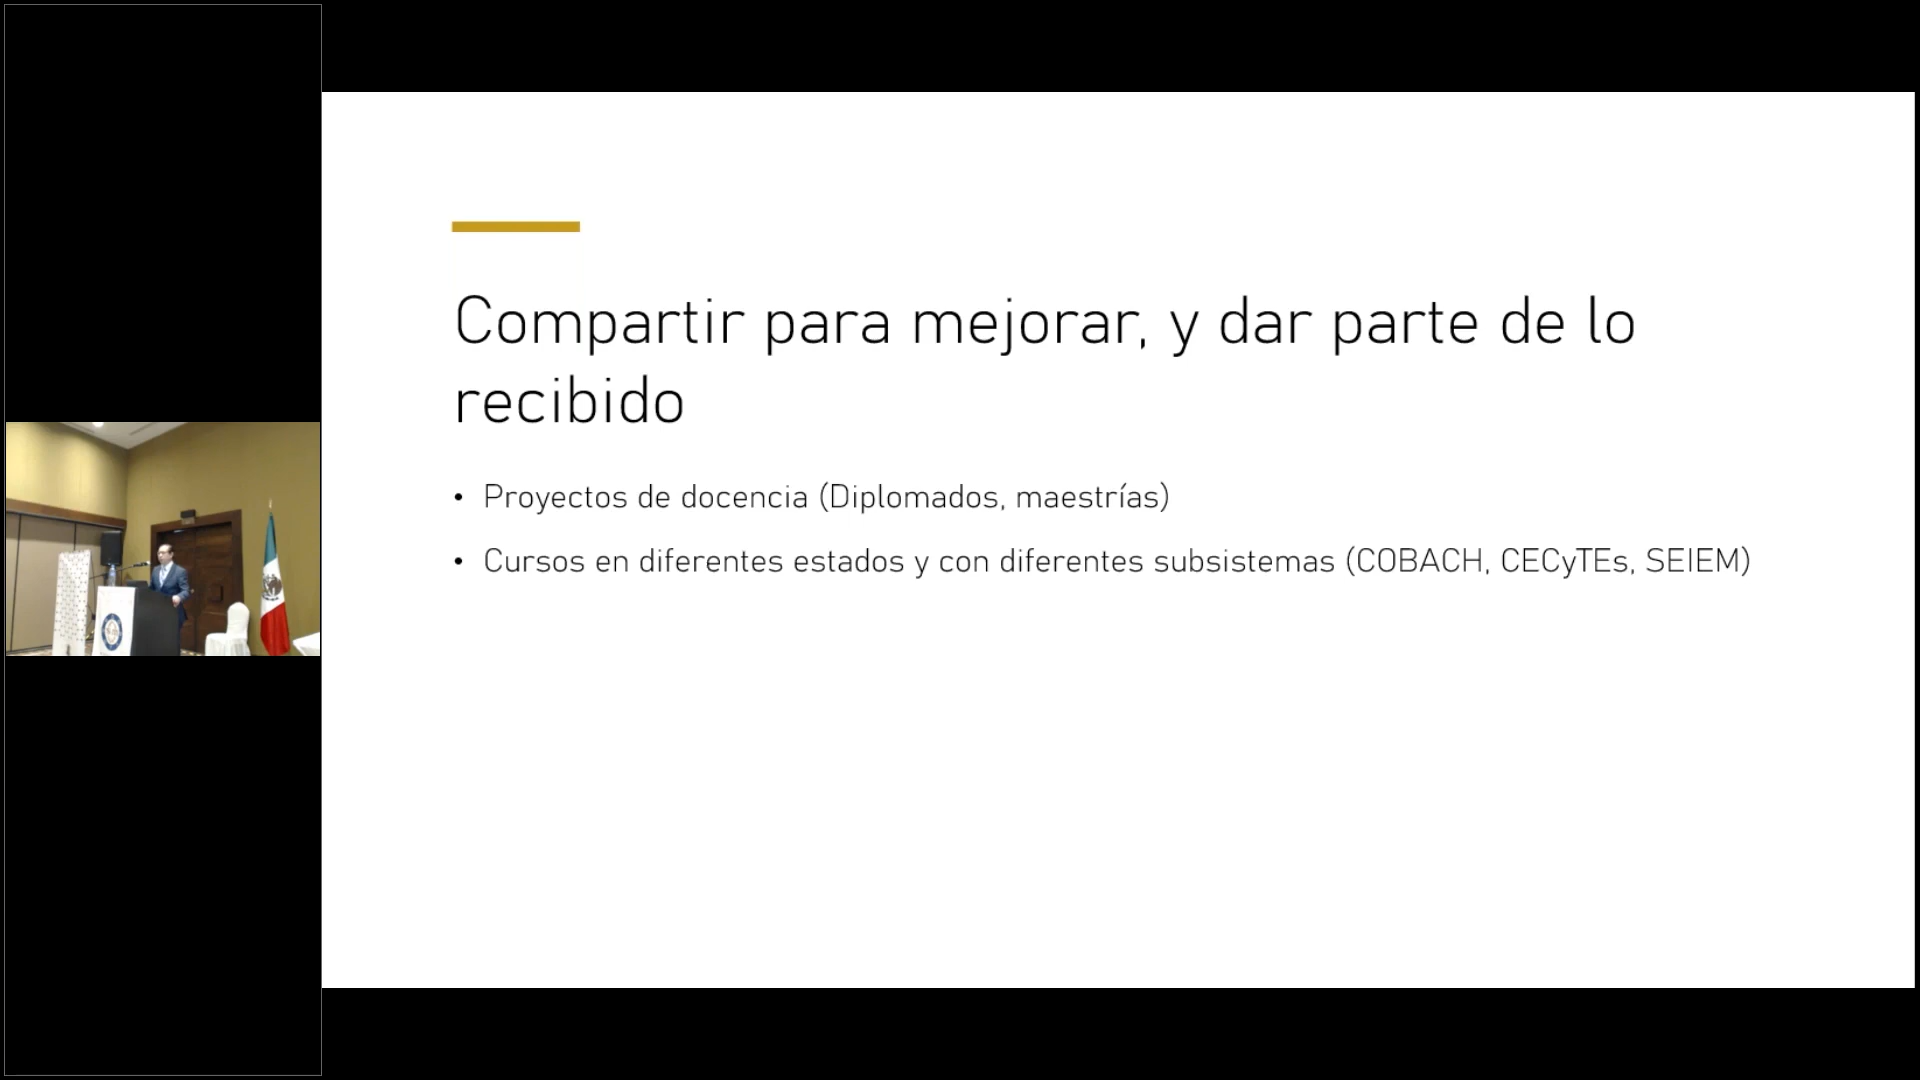 Compartir para mejorar, y dar parte de lo
recibido
• Proyectos de docencia (Diplomados, maestrías)
• Cursos en diferentes estados y con diferentes subsistemas (COBACH, CECyTEs, SEIEM)